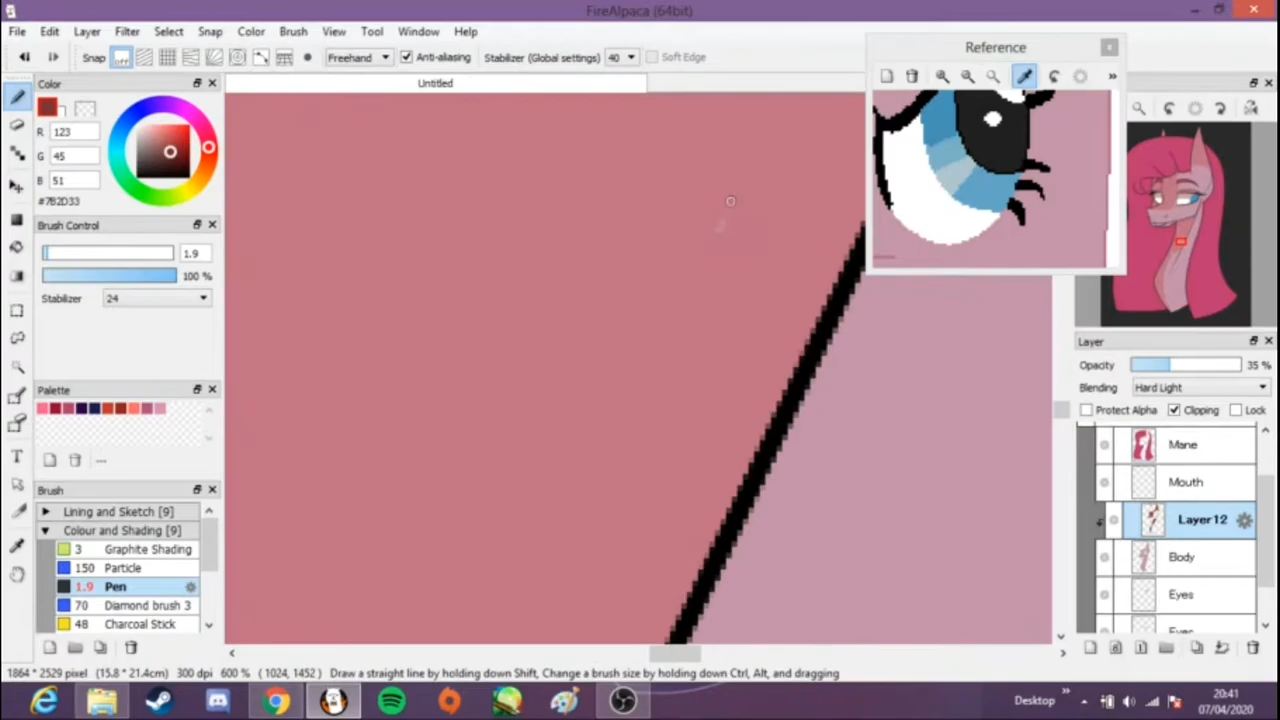 FireAlpaca (64bit)
File Edit Layer Filter Select Snap Color Brush View Tool Window Help
Snap OFF Freehand Anti-aliasing Stabilizer (Global settings) 40 Soft Edge
Reference
Color
Untitled
R 123
G 45
B 51
#7B2D33
Brush Control
1.9
100 %
Stabilizer 24
Palette
Brush
Lining and Sketch [9]
Colour and Shading [9]
3 Graphite Shading
150 Particle
1.9 Pen
70 Diamond brush 3
48 Charcoal Stick
Layer
Opacity 35 %
Blending Hard Light
Protect Alpha Clipping Lock
Mane
Mouth
Layer12
Body
Eyes
Eyes
1864 * 2529 pixel (15.8 * 21.4cm) 300 dpi 600 % ( 1024, 1452 ) Draw a straight line by holding down Shift, Change a brush size by holding down Ctrl, Alt, and dragging
Desktop
20:41
07/04/2020